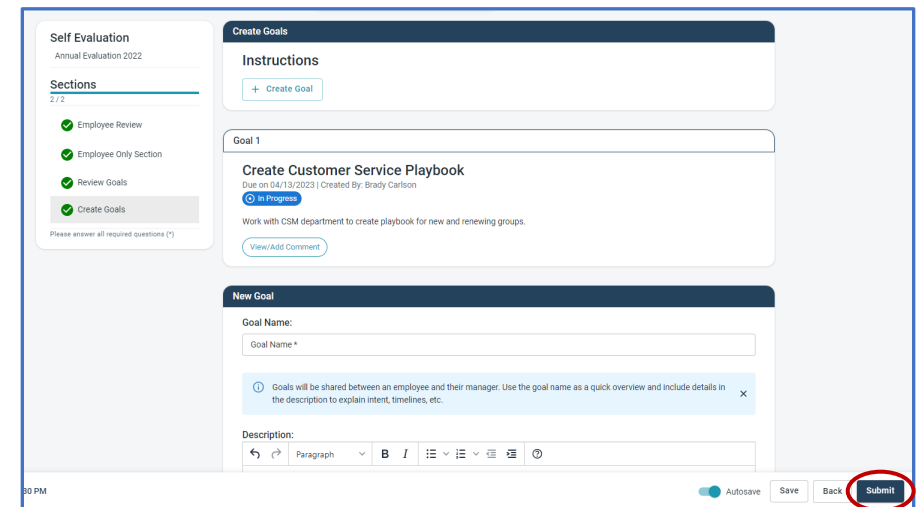 Self Evaluation
Annual Evaluation 2022
Sections
2 / 2
Employee Review
Employee Only Section
Review Goals
Create Goals
Please answer all required questions (*)
Create Goals
Instructions
+ Create Goal
Goal 1
Create Customer Service Playbook
Due on 04/13/2023 | Created By: Brady Carlson
In Progress
Work with CSM department to create playbook for new and renewing groups.
View/Add Comment
New Goal
Goal Name:
Goal Name *
Goals will be shared between an employee and their manager. Use the goal name as a quick overview and include details in
the description to explain intent, timelines, etc.
Description:
Paragraph B I
30 PM
Autosave Save Back Submit